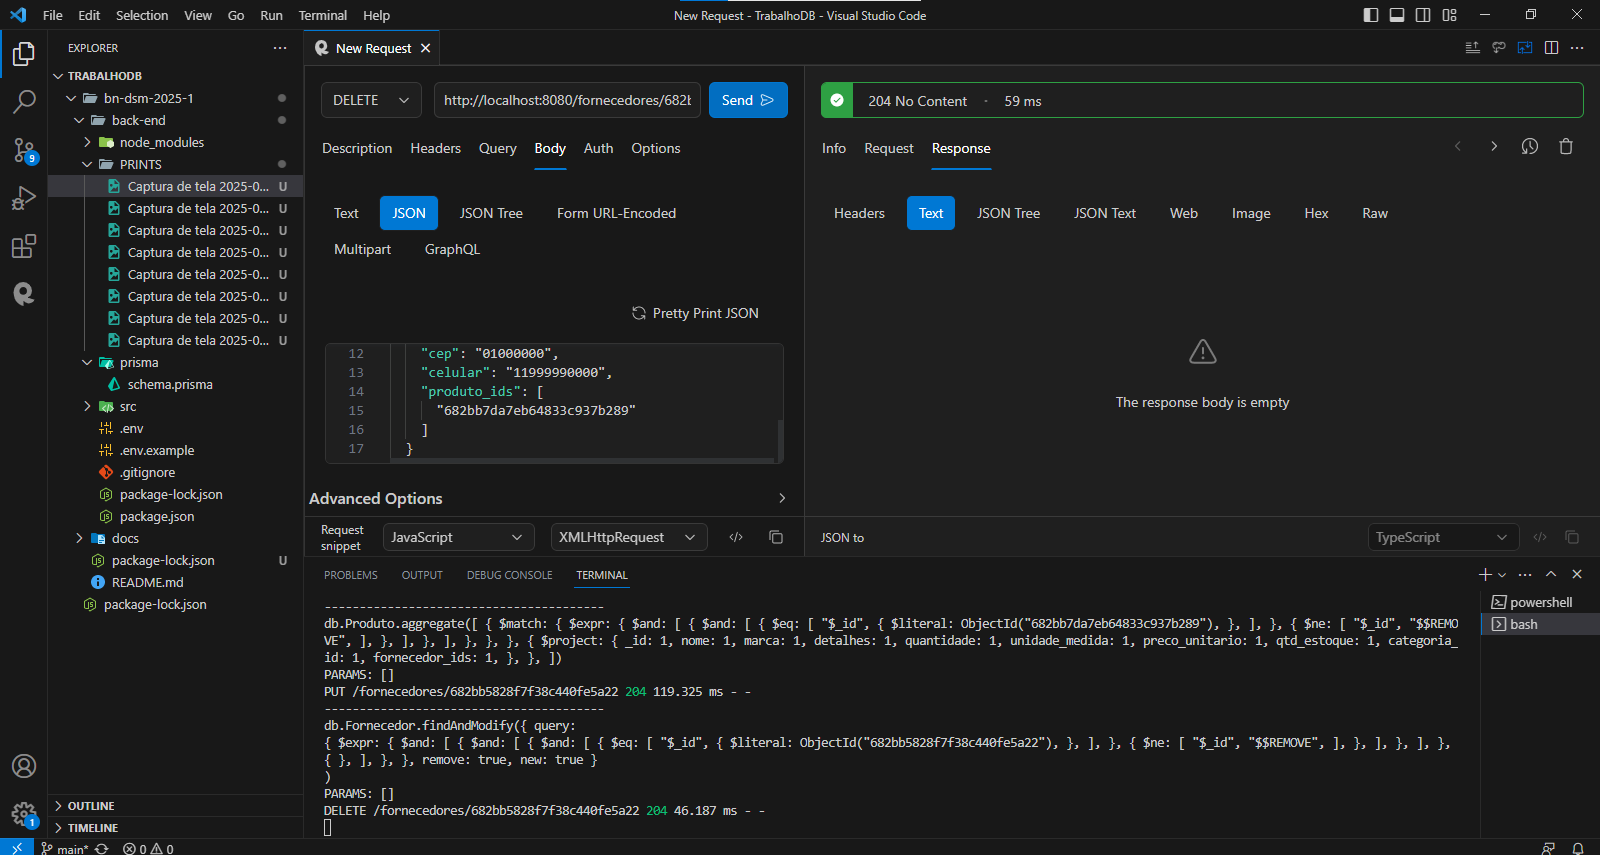 File Edit Selection View Go Run Terminal Help
New Request - TrabalhoDB - Visual Studio Code
EXPLORER
TRABALHODB
bn-dsm-2025-1
back-end
node_modules
PRINTS
Captura de tela 2025-0... U
Captura de tela 2025-0... U
Captura de tela 2025-0... U
Captura de tela 2025-0... U
Captura de tela 2025-0... U
Captura de tela 2025-0... U
Captura de tela 2025-0... U
Captura de tela 2025-0... U
prisma
schema.prisma
src
.env
.env.example
.gitignore
package-lock.json
package.json
docs
package-lock.json U
README.md
package-lock.json
OUTLINE
TIMELINE
9
1
main*
0 0
New Request
DELETE
http://localhost:8080/fornecedores/682b
Send
Description Headers Query Body Auth Options
Text JSON JSON Tree Form URL-Encoded
Multipart GraphQL
Pretty Print JSON
12 "cep": "01000000",
13 "celular": "11999990000",
14 "produto_ids": [
15 "682bb7da7eb64833c937b289"
16 ]
17 }
Advanced Options
Request snippet
JavaScript
XMLHttpRequest
204 No Content · 59 ms
Info Request Response
Headers Text JSON Tree JSON Text Web Image Hex Raw
The response body is empty
JSON to
TypeScript
PROBLEMS OUTPUT DEBUG CONSOLE TERMINAL
powershell
bash
----------------------------------------
db.Produto.aggregate([ { $match: { $expr: { $and: [ { $and: [ { $eq: [ "$_id", { $literal: ObjectId("682bb7da7eb64833c937b289"), }, ], }, { $ne: [ "$_id", "$$REMO
VE", ], }, ], }, ], }, }, }, { $project: { _id: 1, nome: 1, marca: 1, detalhes: 1, quantidade: 1, unidade_medida: 1, preco_unitario: 1, qtd_estoque: 1, categoria_
id: 1, fornecedor_ids: 1, }, }, ])
PARAMS: []
PUT /fornecedores/682bb5828f7f38c440fe5a22 204 119.325 ms - -
----------------------------------------
db.Fornecedor.findAndModify({ query:
{ $expr: { $and: [ { $and: [ { $and: [ { $eq: [ "$_id", { $literal: ObjectId("682bb5828f7f38c440fe5a22"), }, ], }, { $ne: [ "$_id", "$$REMOVE", ], }, ], }, ], },
{ }, ], }, }, remove: true, new: true }
)
PARAMS: []
DELETE /fornecedores/682bb5828f7f38c440fe5a22 204 46.187 ms - -